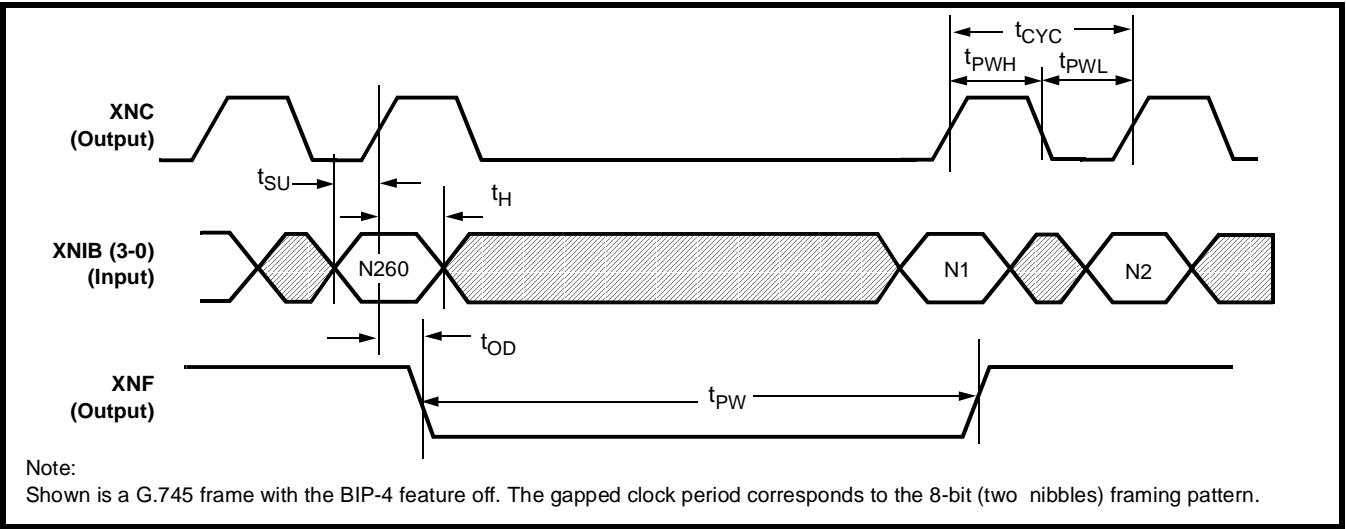 tCYC
tPWH tPWL
XNC
(Output)
tSU
tH
XNIB (3-0)
(Input)
N260 N1 N2
tOD
XNF
(Output)
tPW
Note:
Shown is a G.745 frame with the BIP-4 feature off. The gapped clock period corresponds to the 8-bit (two nibbles) framing pattern.